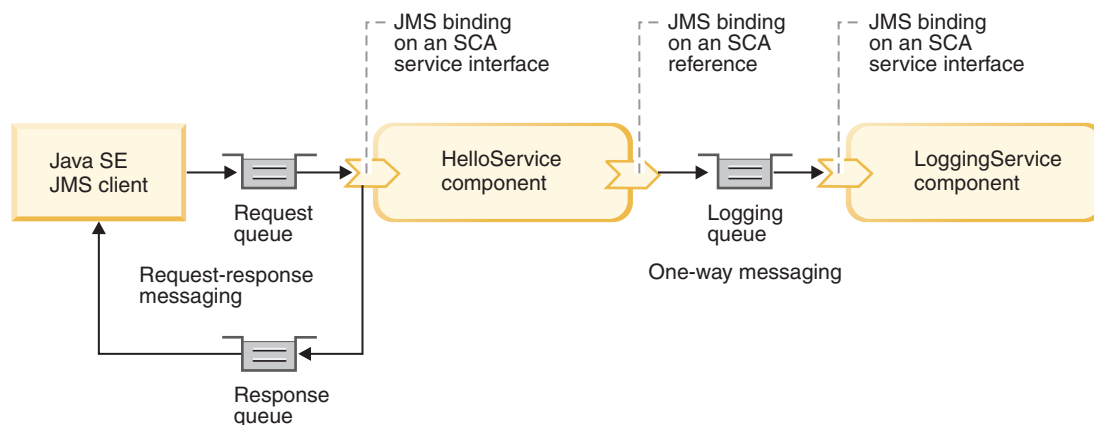 JMS binding
on an SCA
service interface
JMS binding
on an SCA
reference
JMS binding
on an SCA
service interface
Java SE
JMS client
HelloService
component
LoggingService
component
Request
queue
Logging
queue
Request-response
messaging
One-way messaging
Response
queue